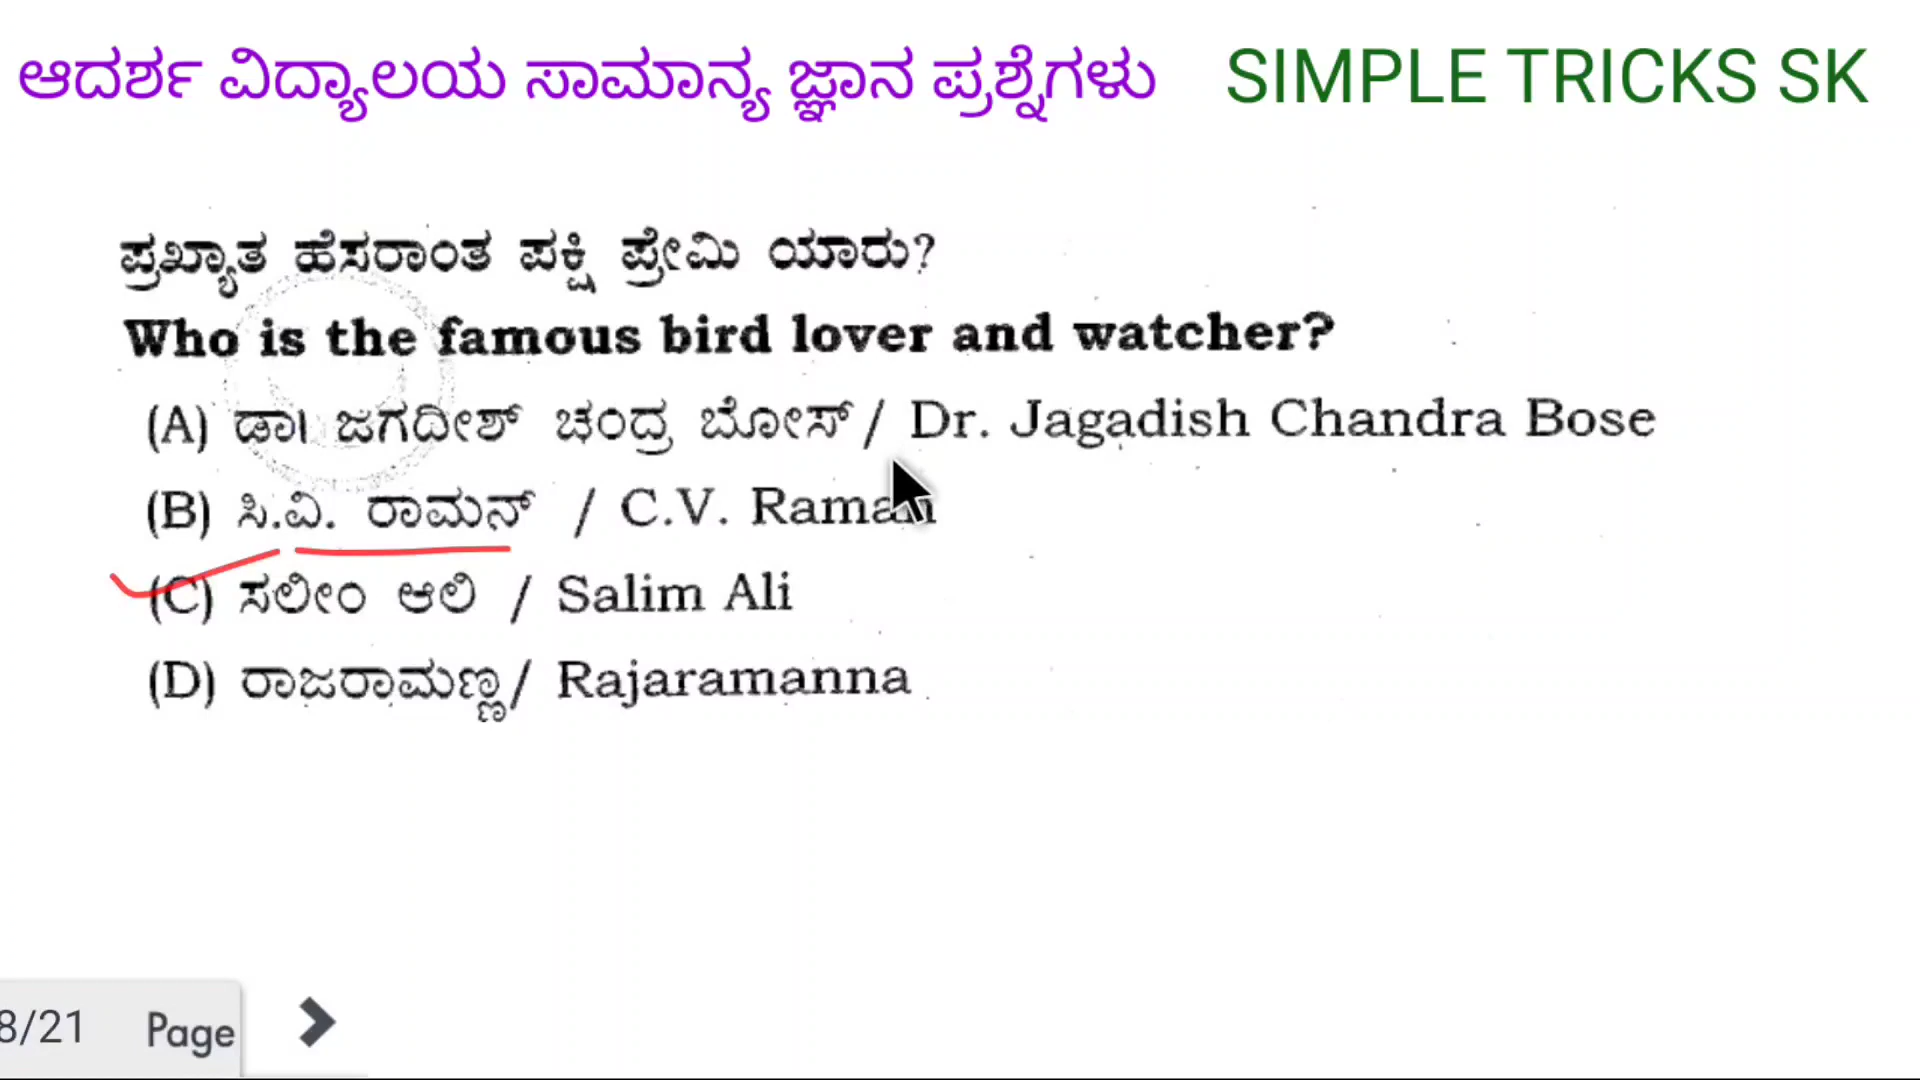 ಆದರ್ಶ ವಿದ್ಯಾಲಯ ಸಾಮಾನ್ಯ ಜ್ಞಾನ ಪ್ರಶ್ನೆಗಳು SIMPLE TRICKS SK
ಪ್ರಖ್ಯಾತ ಹೆಸರಾಂತ ಪಕ್ಷಿ ಪ್ರೇಮಿ ಯಾರು?
Who is the famous bird lover and watcher?
(A) ಡಾ। ಜಗದೀಶ್ ಚಂದ್ರ ಬೋಸ್ / Dr. Jagadish Chandra Bose
(B) ಸಿ.ವಿ. ರಾಮನ್ / C.V. Raman
(C) ಸಲೀಂ ಆಲಿ / Salim Ali
(D) ರಾಜರಾಮಣ್ಣ / Rajaramanna
8/21 Page